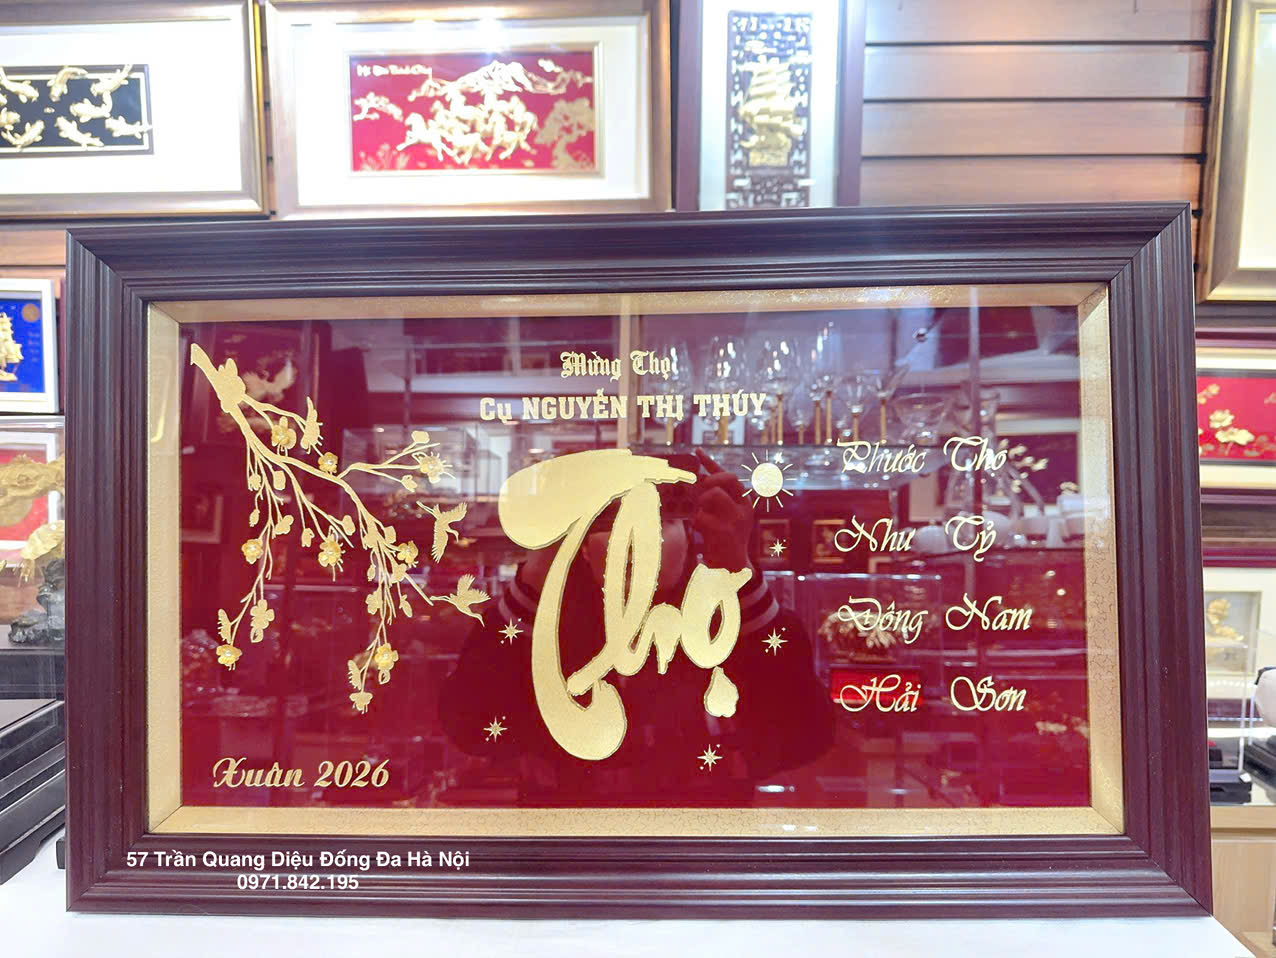 Mừng Thọ
Cụ NGUYỄN THỊ THÚY
Thọ
Phước Thọ
Như Tỷ
Đông Nam
Hải Sơn
Xuân 2026
57 Trần Quang Diệu Đống Đa Hà Nội
0971.842.195